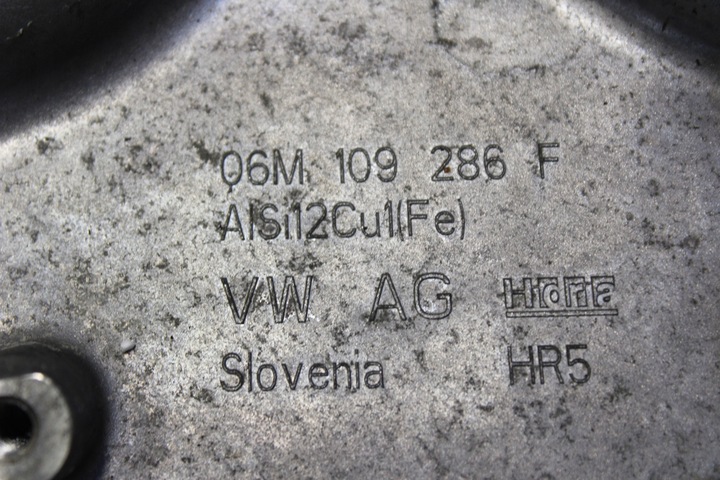 06M 109 286 F
AlSi12Cu1(Fe)
VW AG Hidria
Slovenia HR5